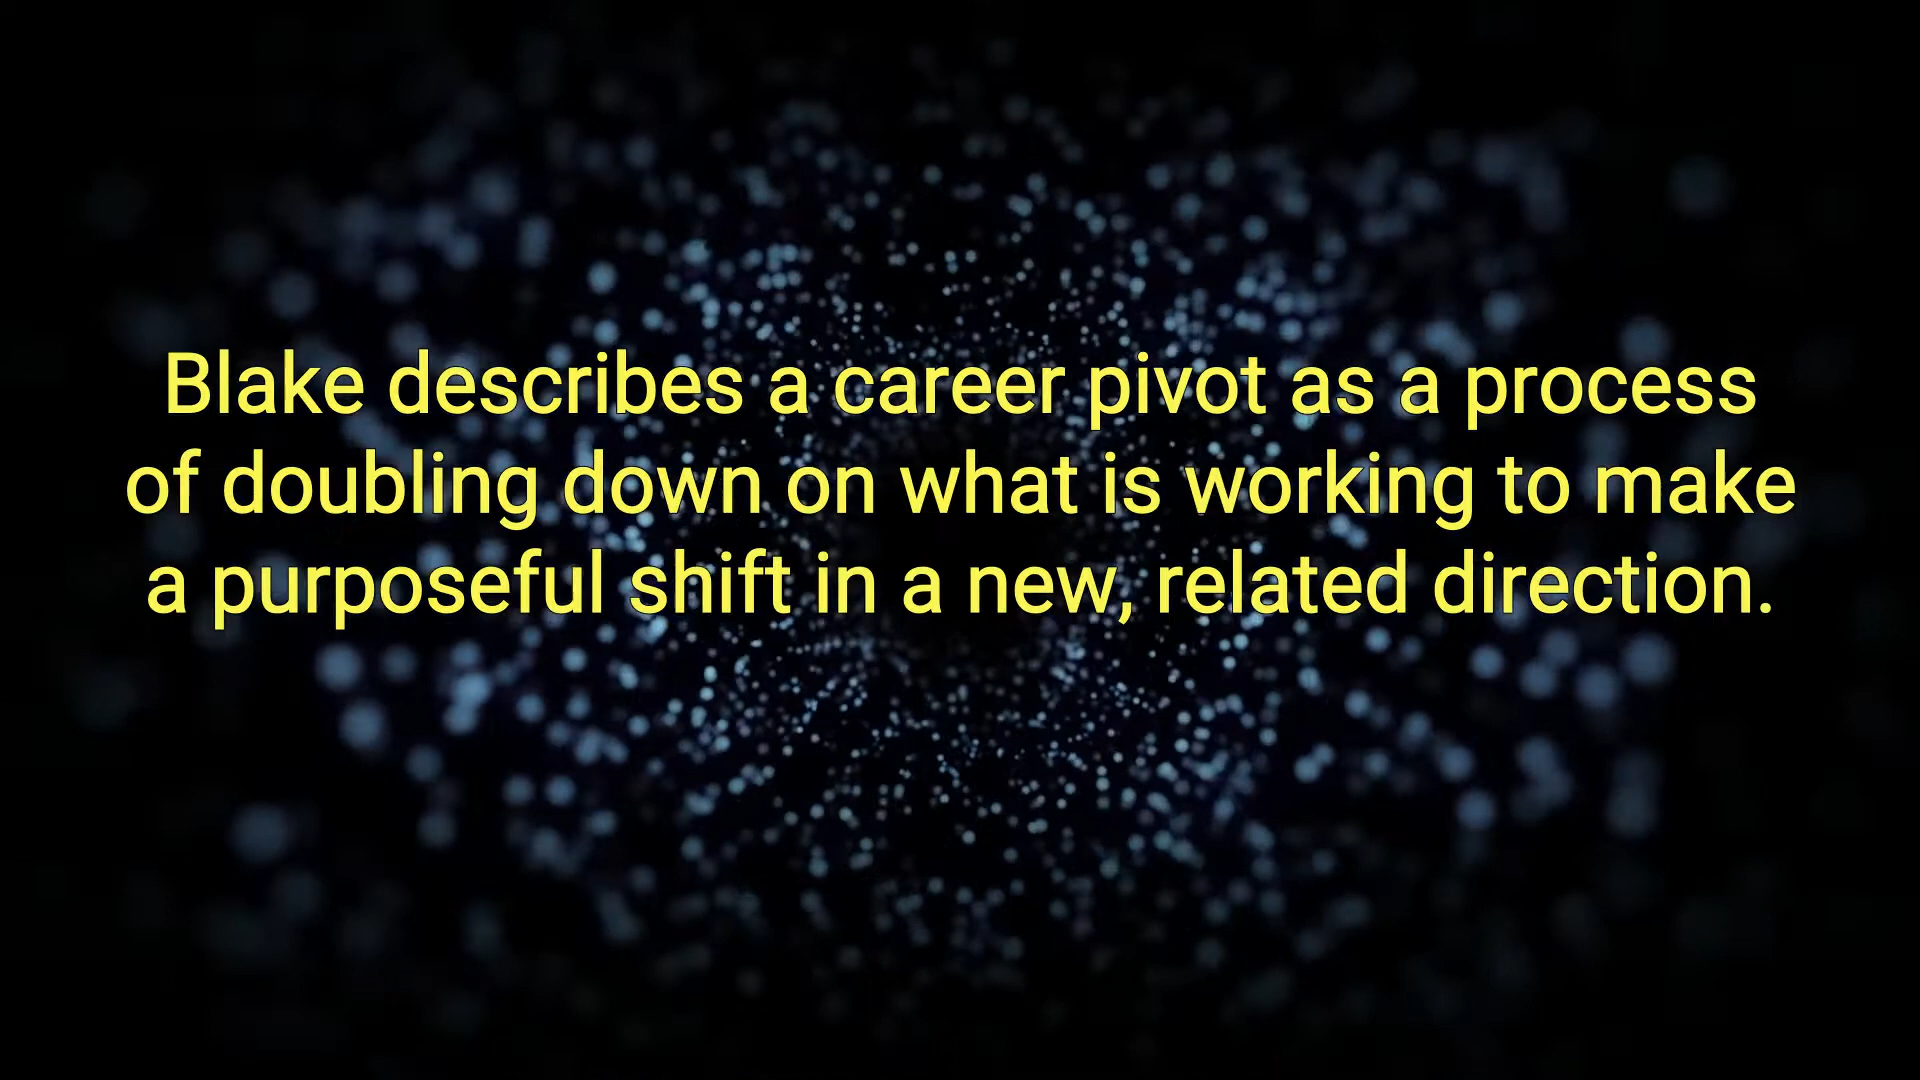 Blake describes a career pivot as a process
of doubling down on what is working to make
a purposeful shift in a new, related direction.